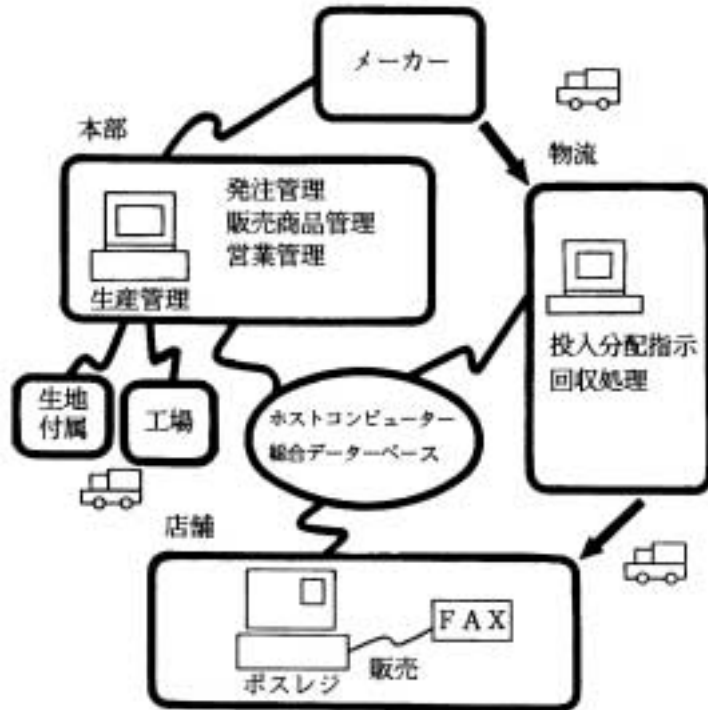 メーカー
本部
物流
発注管理
販売商品管理
営業管理
生産管理
投入分配指示
回収処理
生地
付属
工場
ホストコンピューター
総合データーベース
店舗
FAX
販売
ポスレジ